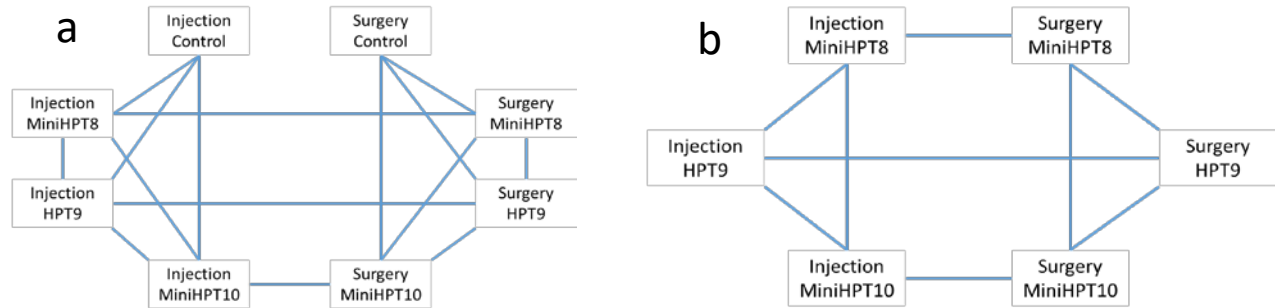 a
Injection
Control
Surgery
Control
Injection
MiniHPT8
Surgery
MiniHPT8
Injection
HPT9
Surgery
HPT9
Injection
MiniHPT10
Surgery
MiniHPT10
b
Injection
MiniHPT8
Surgery
MiniHPT8
Injection
HPT9
Surgery
HPT9
Injection
MiniHPT10
Surgery
MiniHPT10